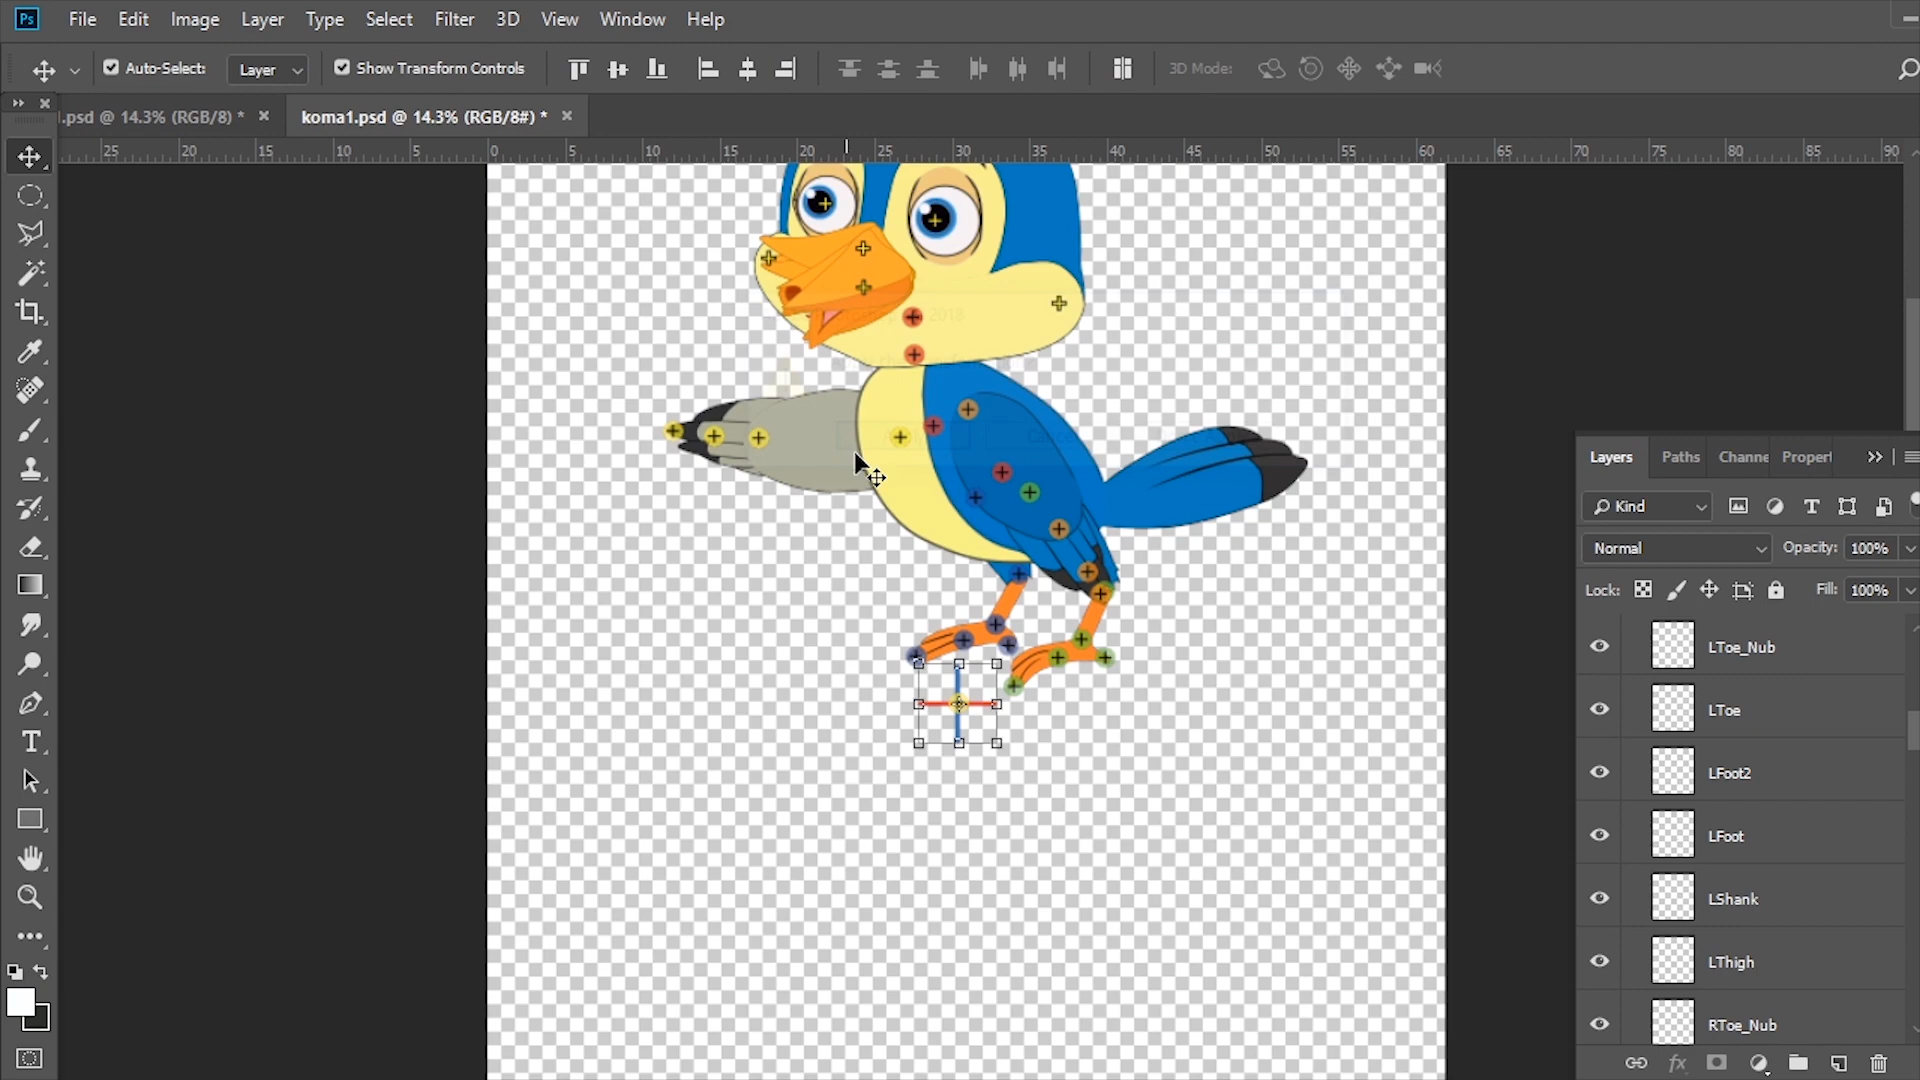 Ps File Edit Image Layer Type Select Filter 3D View Window Help
Auto-Select: Layer Show Transform Controls 3D Mode:
.psd @ 14.3% (RGB/8) * × koma1.psd @ 14.3% (RGB/8#) * ×
25 20 15 10 5 0 5 10 15 20 25 30 35 40 45 50 55 60 65 70 75 80 85 90
2018
Layers Paths Channe Propert
Kind
Normal Opacity: 100%
Lock: Fill: 100%
LToe_Nub
LToe
LFoot2
LFoot
LShank
LThigh
RToe_Nub
fx